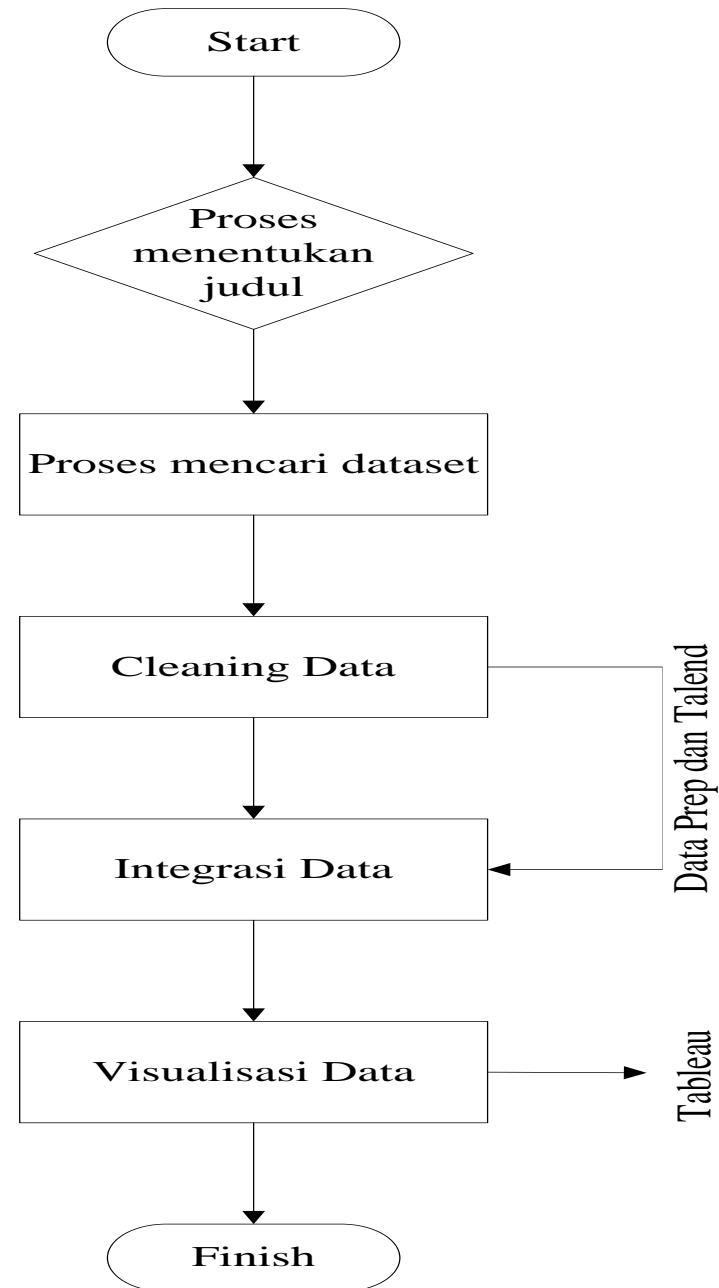 Start
Proses
menentukan
judul
Proses mencari dataset
Cleaning Data
Data Prep dan Talend
Integrasi Data
Visualisasi Data
Tableau
Finish